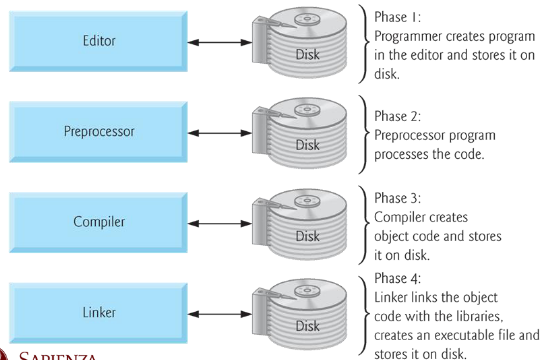 Editor
Disk
Phase 1:
Programmer creates program
in the editor and stores it on
disk.
Preprocessor
Disk
Phase 2:
Preprocessor program
processes the code.
Compiler
Disk
Phase 3:
Compiler creates
object code and stores
it on disk.
Linker
Disk
Phase 4:
Linker links the object
code with the libraries,
creates an executable file and
stores it on disk.
SAPIENZA